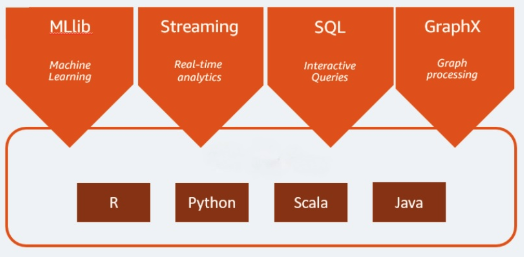 MLlib
Machine
Learning
Streaming
Real-time
analytics
SQL
Interactive
Queries
GraphX
Graph
processing
R
Python
Scala
Java